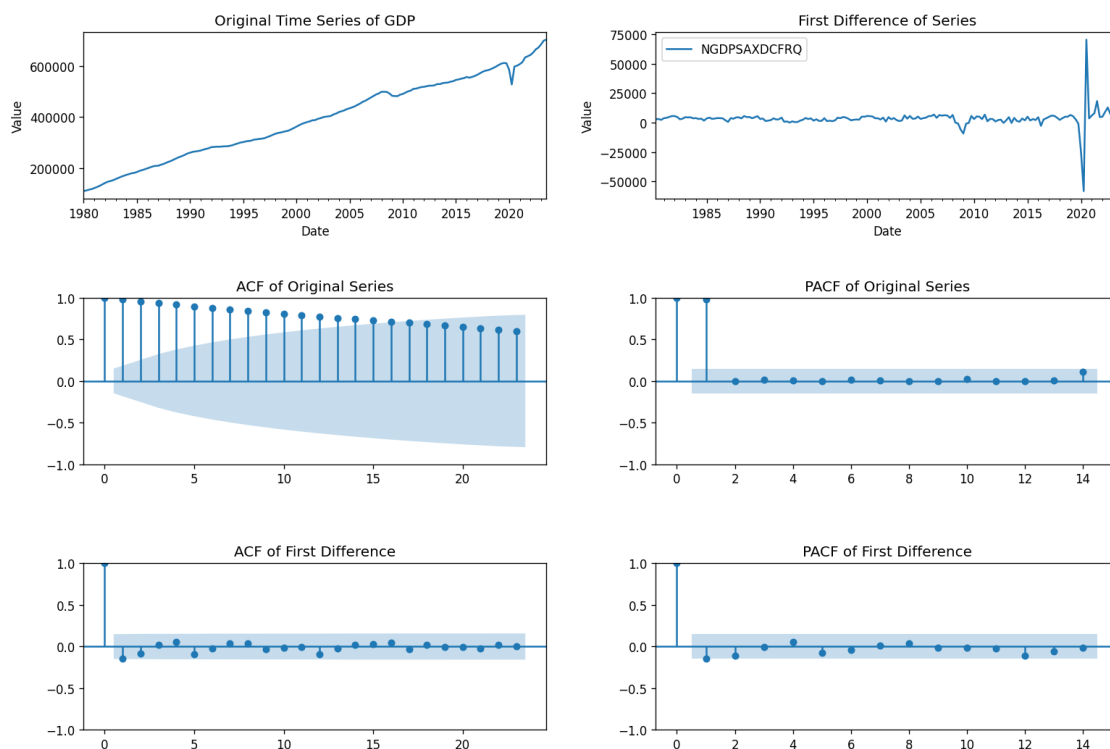 Original Time Series of GDP
600000
400000
200000
Value
1980 1985 1990 1995 2000 2005 2010 2015 2020
Date
First Difference of Series
NGDPSAXDCFRQ
75000
50000
25000
0
−25000
−50000
Value
1985 1990 1995 2000 2005 2010 2015 2020
Date
ACF of Original Series
1.0
0.5
0.0
−0.5
−1.0
0 5 10 15 20
PACF of Original Series
1.0
0.5
0.0
−0.5
−1.0
0 2 4 6 8 10 12 14
ACF of First Difference
1.0
0.5
0.0
−0.5
−1.0
0 5 10 15 20
PACF of First Difference
1.0
0.5
0.0
−0.5
−1.0
0 2 4 6 8 10 12 14